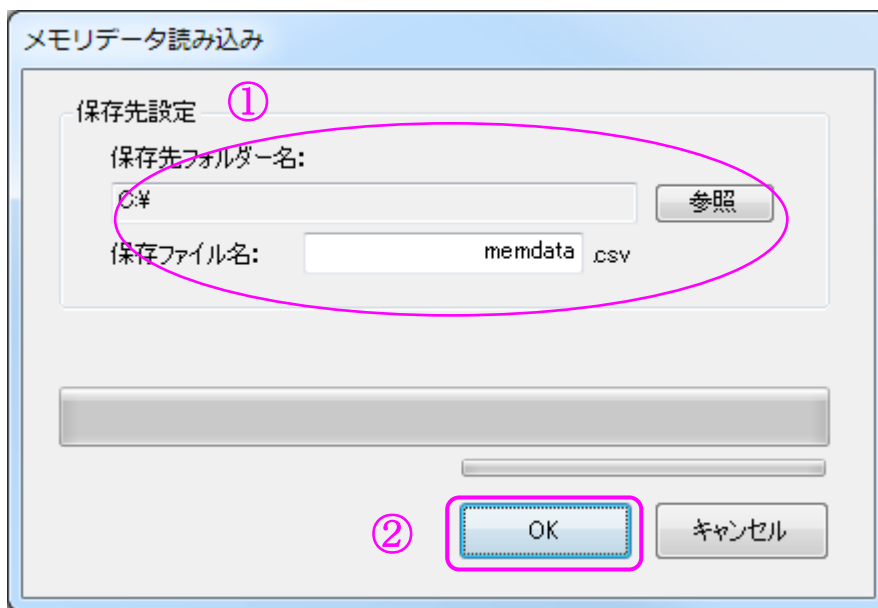 メモリデータ読み込み
保存先設定 ①
保存先フォルダー名:
C:¥ 参照
保存ファイル名: memdata .csv
② OK キャンセル